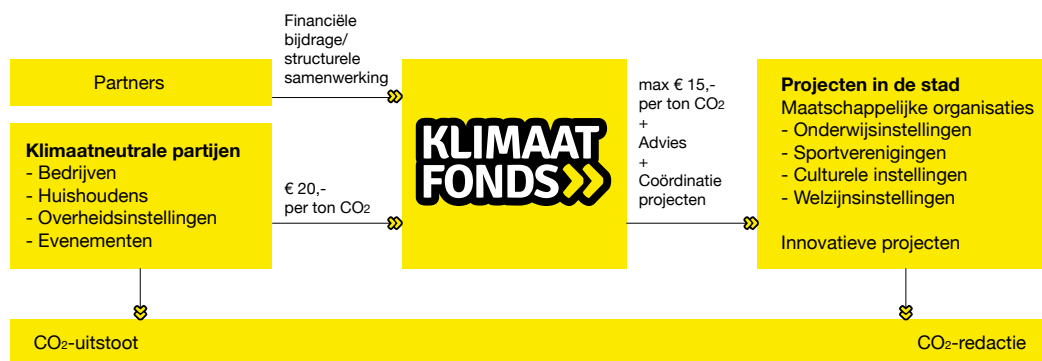 Financiële
bijdrage/
structurele
samenwerking
Partners
Klimaatneutrale partijen
- Bedrijven
- Huishoudens
- Overheidsinstellingen
- Evenementen
€ 20,-
per ton CO2
KLIMAAT
FONDS
max € 15,-
per ton CO2
+
Advies
+
Coördinatie
projecten
Projecten in de stad
Maatschappelijke organisaties
- Onderwijsinstellingen
- Sportverenigingen
- Culturele instellingen
- Welzijnsinstellingen
Innovatieve projecten
CO2-uitstoot
CO2-redactie